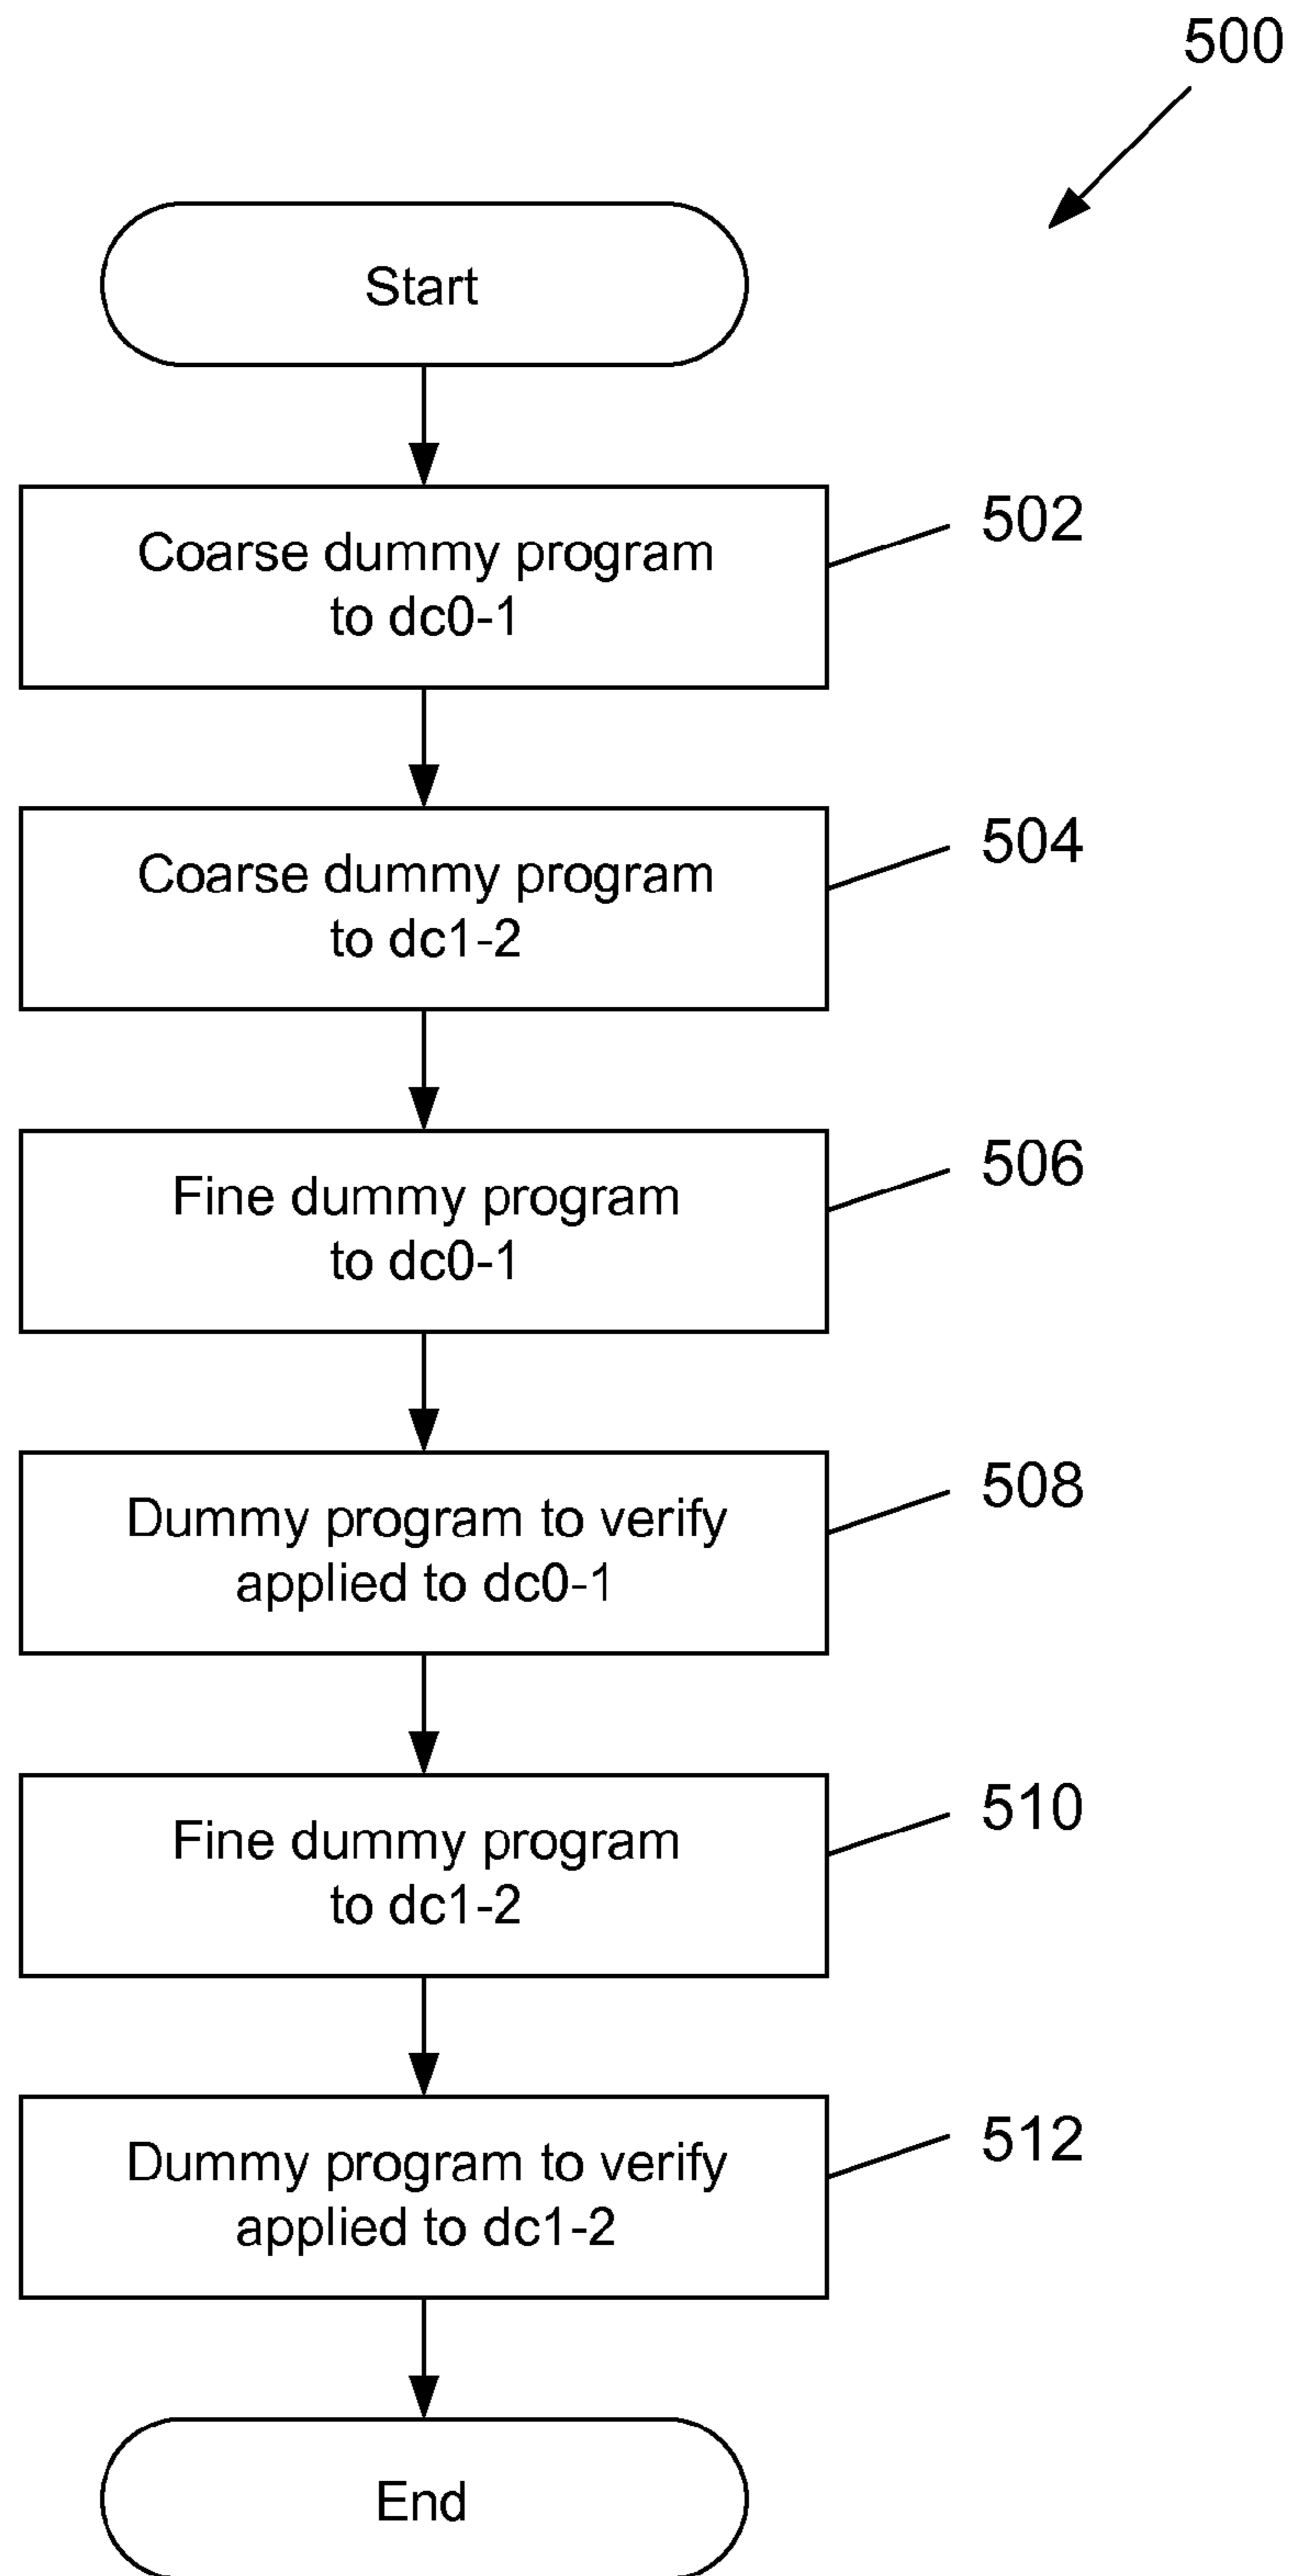 500
Start
Coarse dummy program
to dc0-1
502
Coarse dummy program
to dc1-2
504
Fine dummy program
to dc0-1
506
Dummy program to verify
applied to dc0-1
508
Fine dummy program
to dc1-2
510
Dummy program to verify
applied to dc1-2
512
End